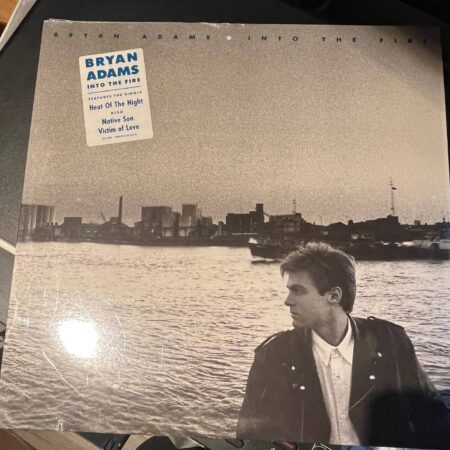 BRYAN ADAMS • INTO THE FIRE
BRYAN
ADAMS
INTO THE FIRE
FEATURES THE SINGLE
Heat Of The Night
ALSO
Native Son
Victim of Love